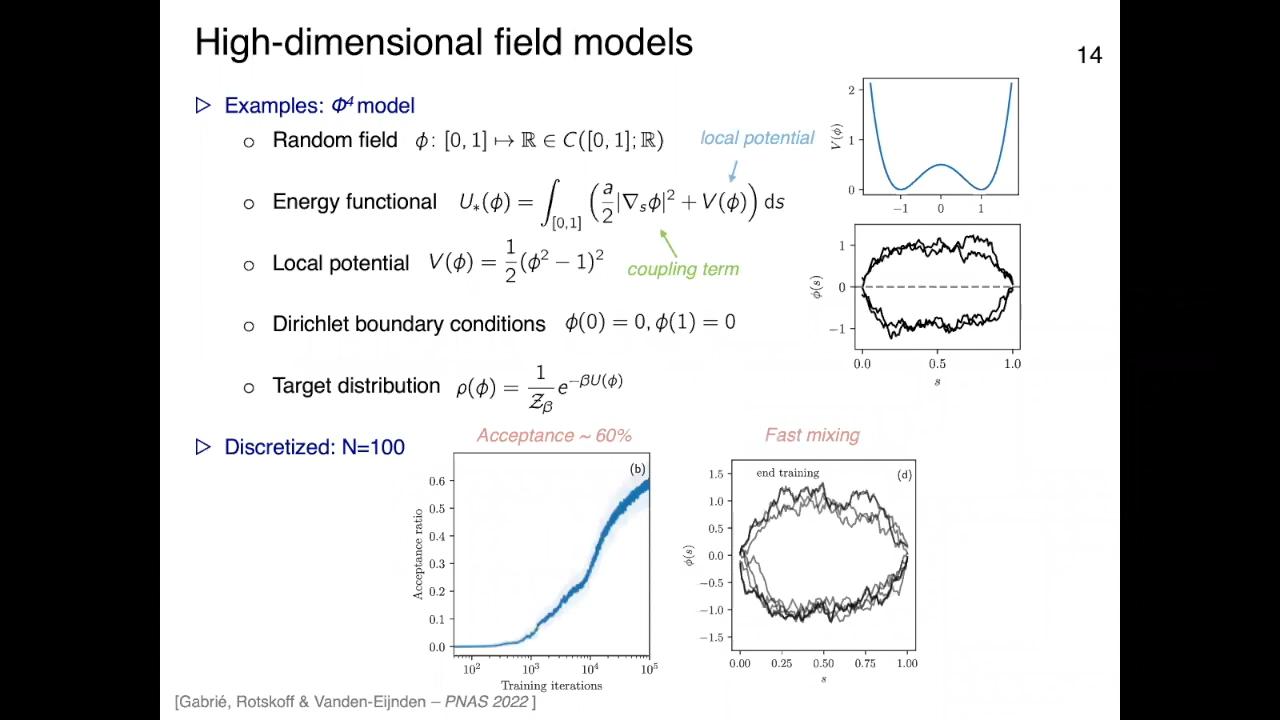 High-dimensional field models
14
▷ Examples: Φ⁴ model
○ Random field ϕ: [0, 1] ↦ ℝ ∈ C([0, 1]; ℝ)
local potential
○ Energy functional U∗(ϕ) = ∫[0,1] (a/2 |∇ₛϕ|² + V(ϕ)) ds
coupling term
○ Local potential V(ϕ) = 1/2 (ϕ² − 1)²
○ Dirichlet boundary conditions ϕ(0) = 0, ϕ(1) = 0
○ Target distribution ρ(ϕ) = 1/𝒵_β e^{−βU(ϕ)}
V(ϕ)
2
1
0
−1 0 1
ϕ(s)
1
0
−1
0.0 0.5 1.0
s
▷ Discretized: N=100
Acceptance ~ 60%
(b)
Acceptance ratio
0.6
0.5
0.4
0.3
0.2
0.1
0.0
10² 10³ 10⁴ 10⁵
Training iterations
Fast mixing
end training (d)
ϕ(s)
1.5
1.0
0.5
0.0
−0.5
−1.0
−1.5
0.00 0.25 0.50 0.75 1.00
s
[Gabrié, Rotskoff & Vanden-Eijnden – PNAS 2022 ]